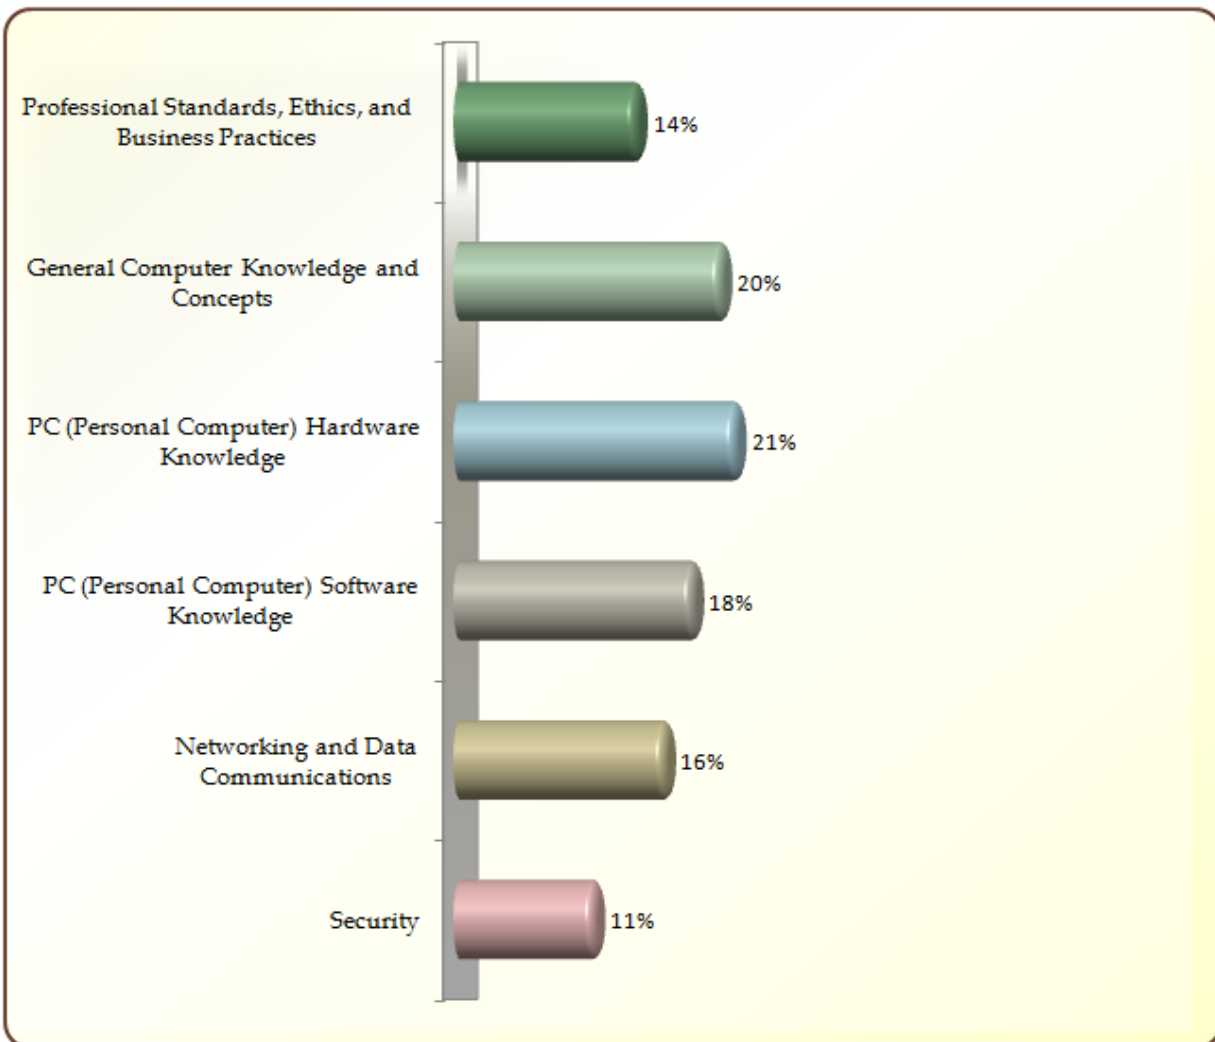 Professional Standards, Ethics, and
Business Practices
14%
General Computer Knowledge and
Concepts
20%
PC (Personal Computer) Hardware
Knowledge
21%
PC (Personal Computer) Software
Knowledge
18%
Networking and Data
Communications
16%
Security
11%